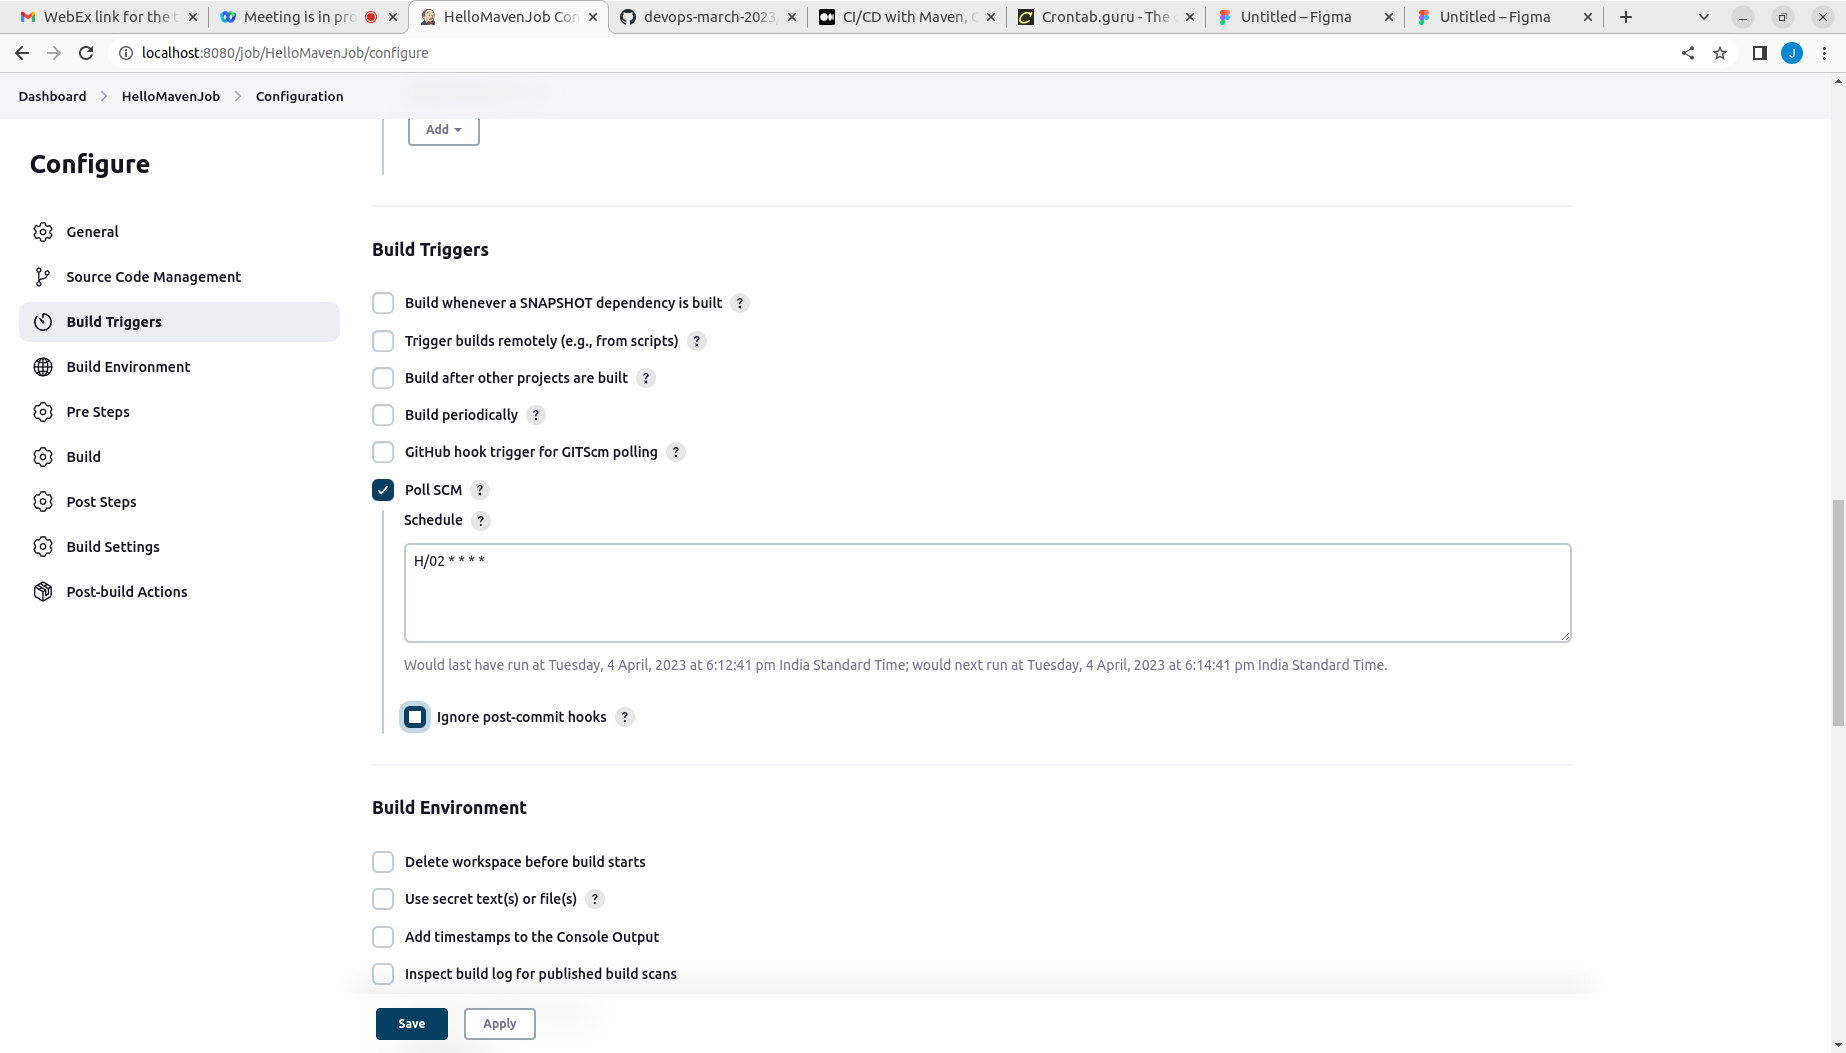 WebEx link for the t
Meeting is in pro
HelloMavenJob Con
devops-march-2023/
CI/CD with Maven, 
Crontab.guru - The
Untitled – Figma
Untitled – Figma
localhost:8080/job/HelloMavenJob/configure
J
Dashboard
HelloMavenJob
Configuration
Add
Configure
General
Source Code Management
Build Triggers
Build Environment
Pre Steps
Build
Post Steps
Build Settings
Post-build Actions
Build Triggers
Build whenever a SNAPSHOT dependency is built ?
Trigger builds remotely (e.g., from scripts) ?
Build after other projects are built ?
Build periodically ?
GitHub hook trigger for GITScm polling ?
Poll SCM ?
Schedule ?
H/02 * * * *
Would last have run at Tuesday, 4 April, 2023 at 6:12:41 pm India Standard Time; would next run at Tuesday, 4 April, 2023 at 6:14:41 pm India Standard Time.
Ignore post-commit hooks ?
Build Environment
Delete workspace before build starts
Use secret text(s) or file(s) ?
Add timestamps to the Console Output
Inspect build log for published build scans
Save
Apply